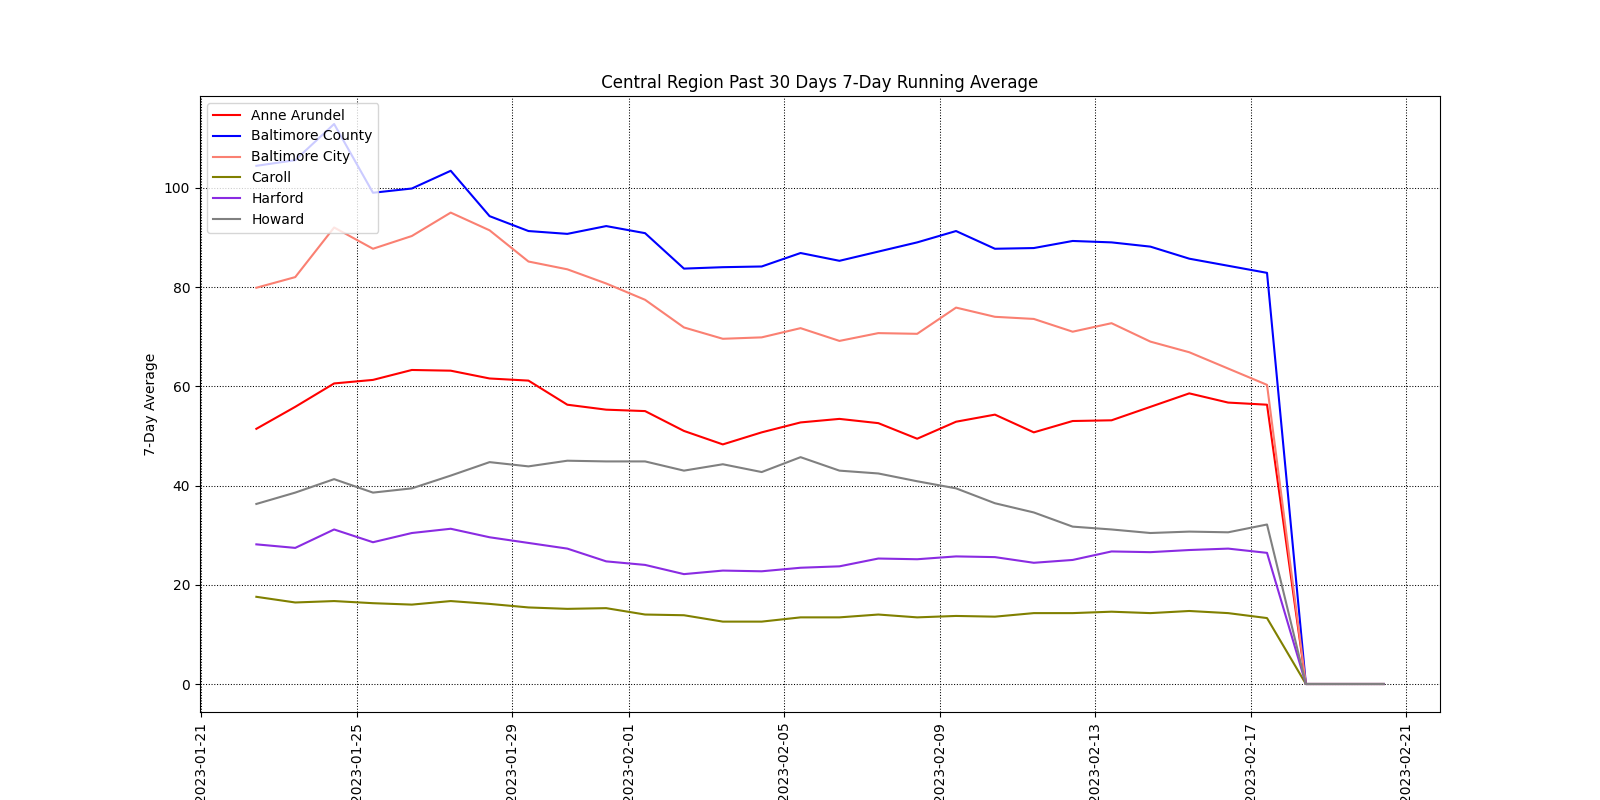 Central Region Past 30 Days 7-Day Running Average
Anne Arundel
Baltimore County
Baltimore City
Caroll
Harford
Howard
7-Day Average
100
80
60
40
20
0
2023-01-21
2023-01-25
2023-01-29
2023-02-01
2023-02-05
2023-02-09
2023-02-13
2023-02-17
2023-02-21